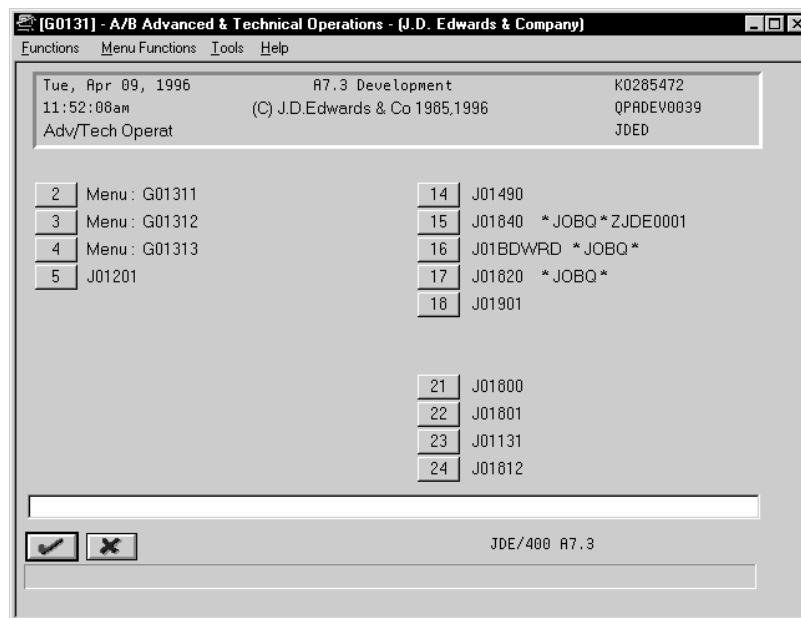 [G0131] - A/B Advanced & Technical Operations - (J.D. Edwards & Company)
Functions Menu Functions Tools Help
Tue, Apr 09, 1996 A7.3 Development KO285472
11:52:08am (C) J.D.Edwards & Co 1985,1996 QPADEV0039
Adv/Tech Operat JDED
2 Menu : G01311 14 J01490
3 Menu : G01312 15 J01840 *JOBQ*ZJDE0001
4 Menu : G01313 16 J01BDWRD *JOBQ*
5 J01201 17 J01820 *JOBQ*
18 J01901
21 J01800
22 J01801
23 J01131
24 J01812
JDE/400 A7.3